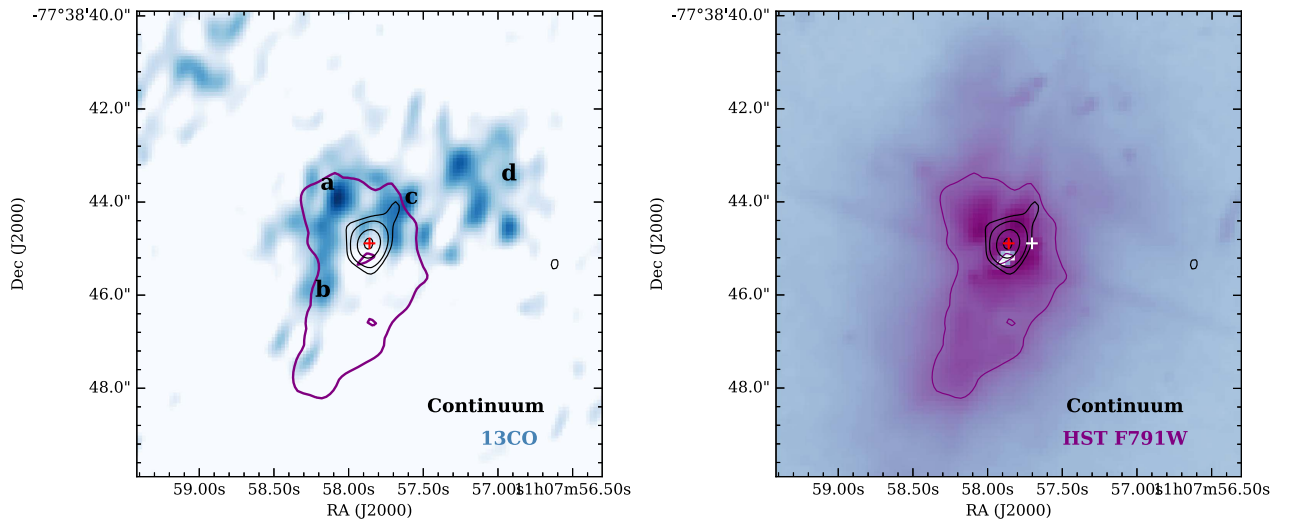 -77°38'40.0"
42.0"
44.0"
46.0"
48.0"
Dec (J2000)
a
b
c
d
Continuum
13CO
59.00s
58.50s
58.00s
57.50s
57.00s
11h07m56.50s
RA (J2000)
-77°38'40.0"
42.0"
44.0"
46.0"
48.0"
Dec (J2000)
Continuum
HST F791W
59.00s
58.50s
58.00s
57.50s
57.00s
11h07m56.50s
RA (J2000)